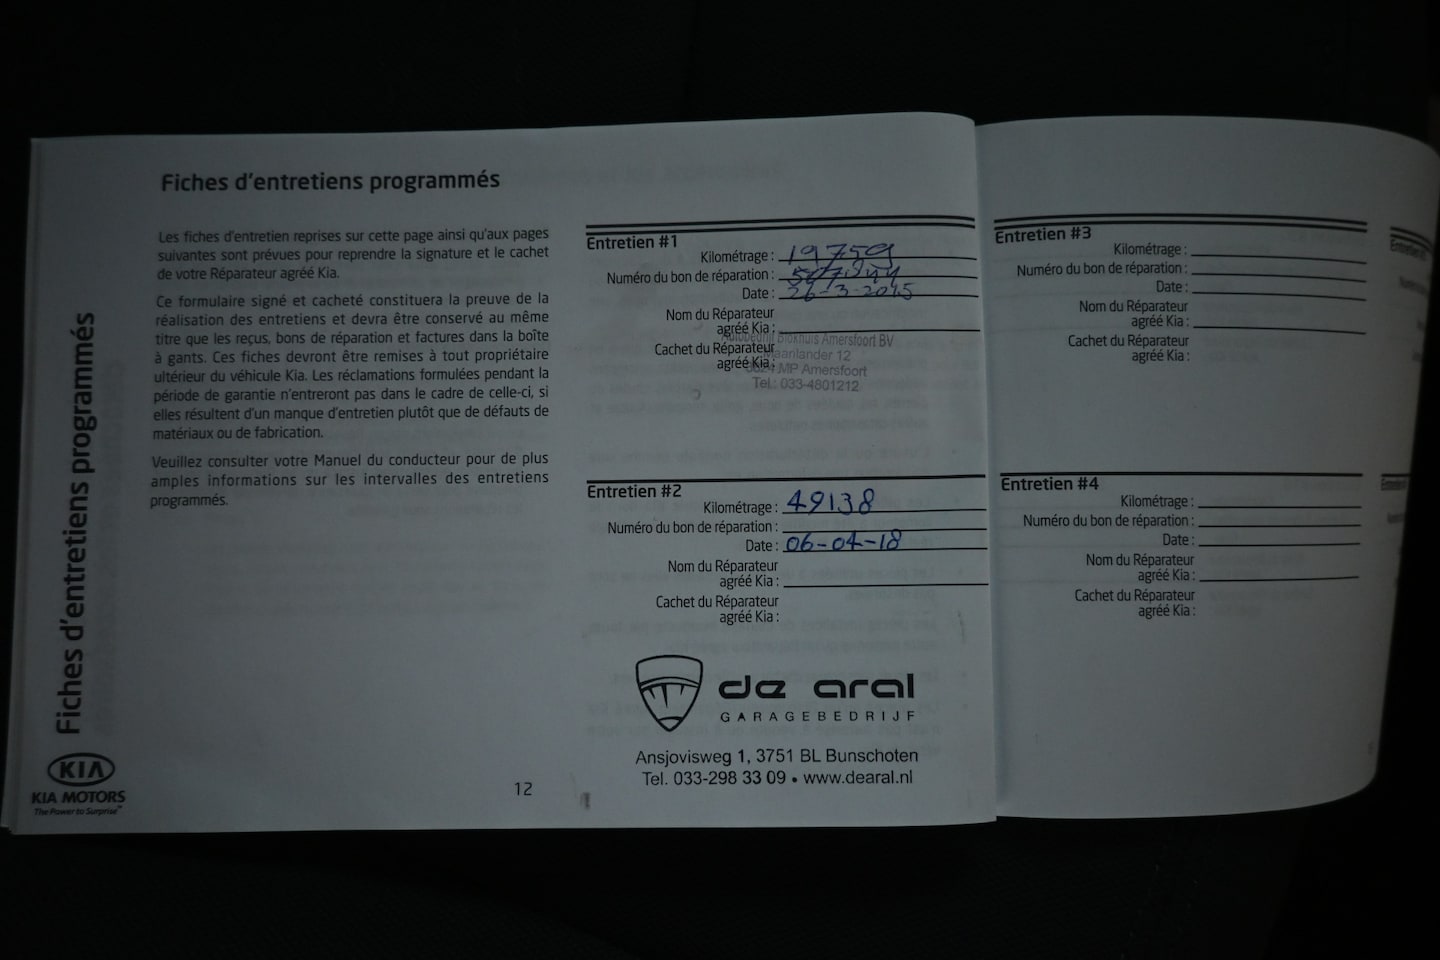 Fiches d'entretiens programmés
Les fiches d'entretien reprises sur cette page ainsi qu'aux pages
suivantes sont prévues pour reprendre la signature et le cachet
de votre Réparateur agréé Kia.
Ce formulaire signé et cacheté constituera la preuve de la
réalisation des entretiens et devra être conservé au même
titre que les reçus, bons de réparation et factures dans la boîte
à gants. Ces fiches devront être remises à tout propriétaire
ultérieur du véhicule Kia. Les réclamations formulées pendant la
période de garantie n'entreront pas dans le cadre de celle-ci, si
elles résultent d'un manque d'entretien plutôt que de défauts de
matériaux ou de fabrication.
Veuillez consulter votre Manuel du conducteur pour de plus
amples informations sur les intervalles des entretiens
programmés.
Fiches d'entretiens programmés
KIA
KIA MOTORS
The Power to Surprise™
12
Entretien #1
Kilométrage : 19759
Numéro du bon de réparation :
Date : 26-3-2015
Nom du Réparateur
agréé Kia :
Cachet du Réparateur
agréé Kia :
Autobedrijf Blokhuis Amersfoort BV
Maanlander 12
3824 MP Amersfoort
Tel.: 033-4801212
Entretien #2
Kilométrage : 49138
Numéro du bon de réparation :
Date : 06-04-18
Nom du Réparateur
agréé Kia :
Cachet du Réparateur
agréé Kia :
de aral
GARAGEBEDRIJF
Ansjovisweg 1, 3751 BL Bunschoten
Tel. 033-298 33 09 • www.dearal.nl
Entretien #3
Kilométrage :
Numéro du bon de réparation :
Date :
Nom du Réparateur
agréé Kia :
Cachet du Réparateur
agréé Kia :
Entretien #4
Kilométrage :
Numéro du bon de réparation :
Date :
Nom du Réparateur
agréé Kia :
Cachet du Réparateur
agréé Kia :